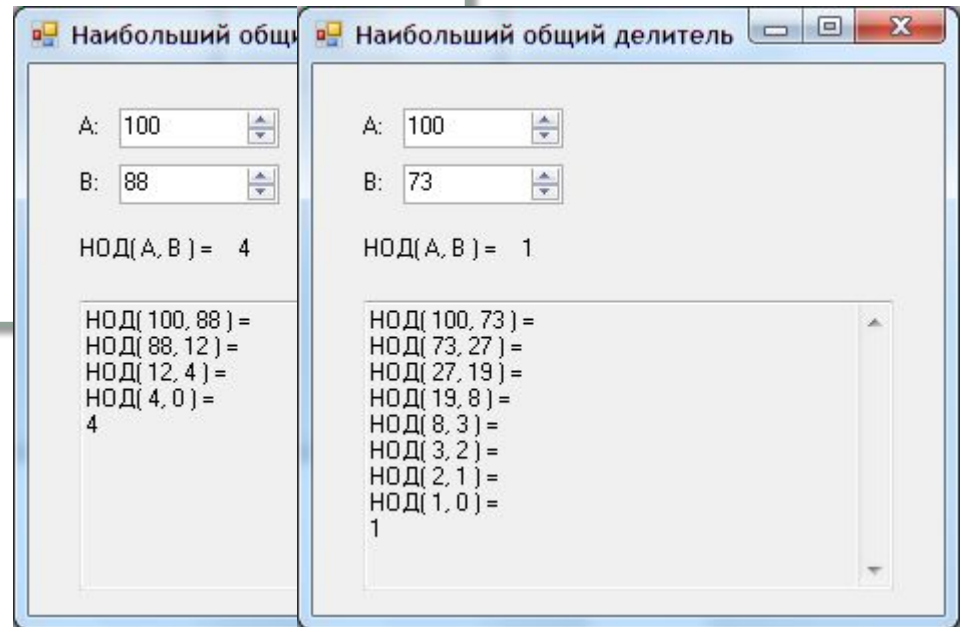 Наибольший общи
A: 100
B: 88
НОД( A, B ) = 4
НОД( 100, 88 ) =
НОД( 88, 12 ) =
НОД( 12, 4 ) =
НОД( 4, 0 ) =
4
Наибольший общий делитель
A: 100
B: 73
НОД( A, B ) = 1
НОД( 100, 73 ) =
НОД( 73, 27 ) =
НОД( 27, 19 ) =
НОД( 19, 8 ) =
НОД( 8, 3 ) =
НОД( 3, 2 ) =
НОД( 2, 1 ) =
НОД( 1, 0 ) =
1